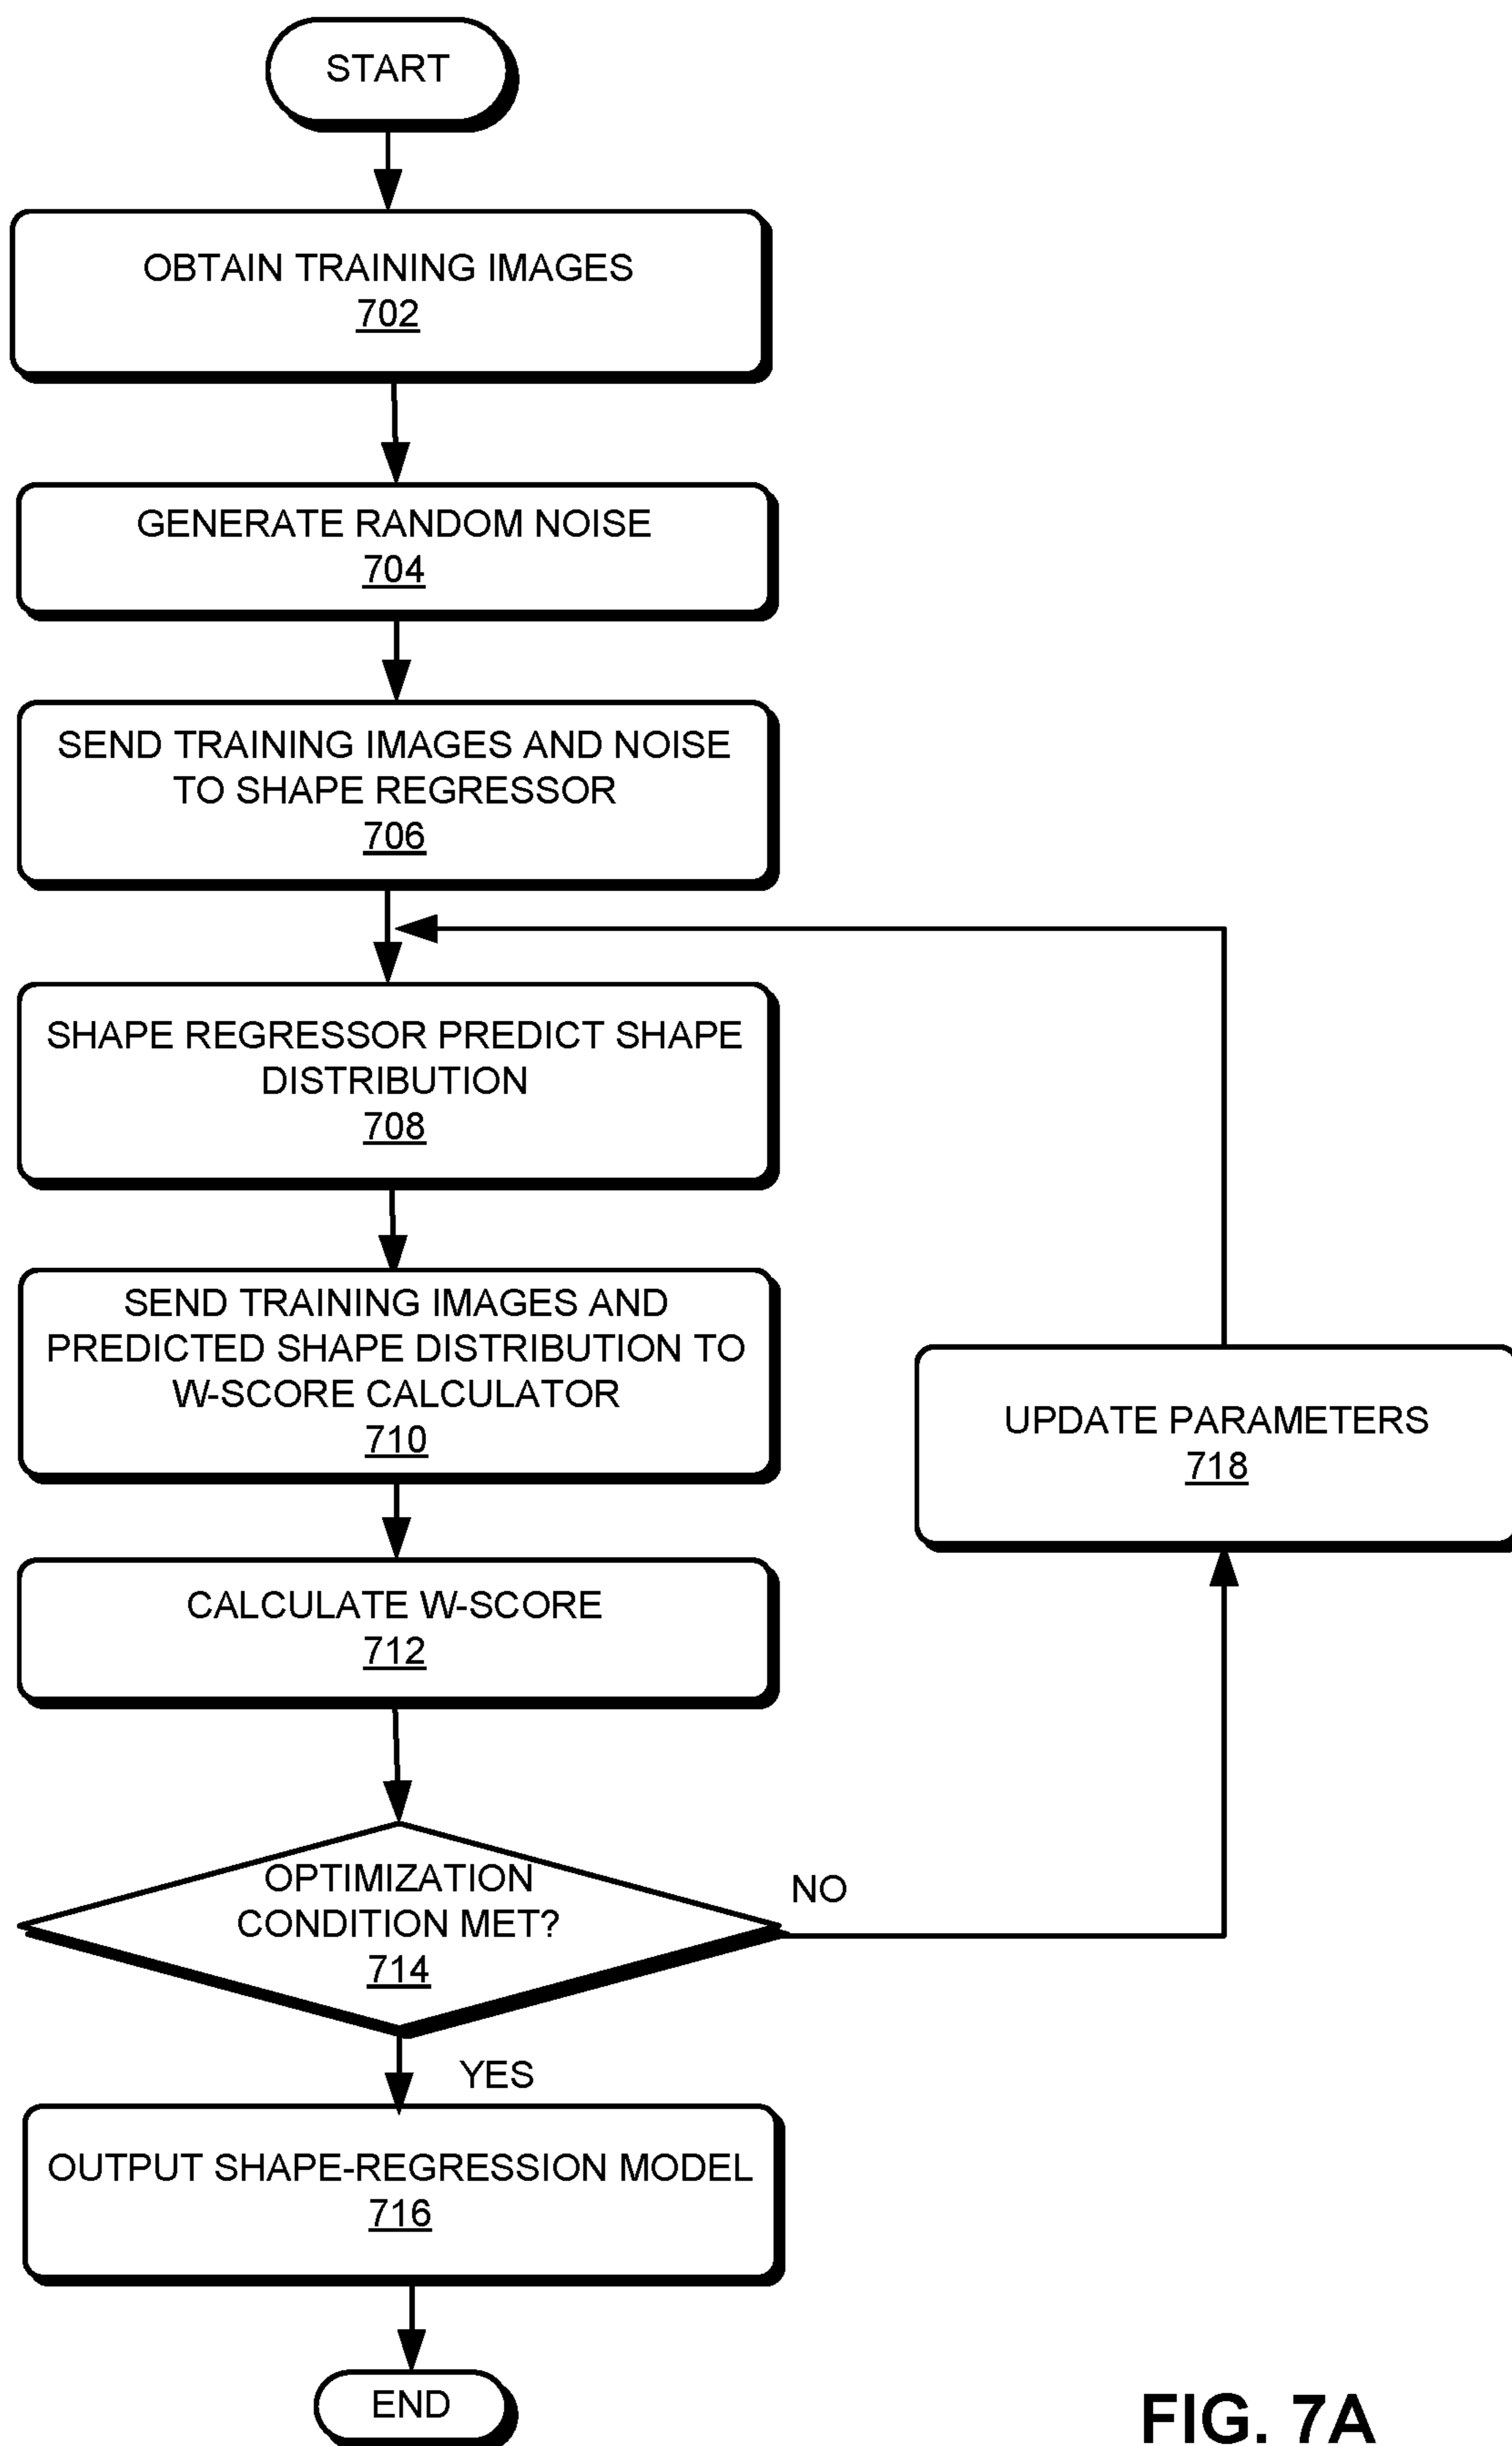 START
OBTAIN TRAINING IMAGES
702
GENERATE RANDOM NOISE
704
SEND TRAINING IMAGES AND NOISE
TO SHAPE REGRESSOR
706
SHAPE REGRESSOR PREDICT SHAPE
DISTRIBUTION
708
SEND TRAINING IMAGES AND
PREDICTED SHAPE DISTRIBUTION TO
W-SCORE CALCULATOR
710
UPDATE PARAMETERS
718
CALCULATE W-SCORE
712
OPTIMIZATION
CONDITION MET?
714
NO
YES
OUTPUT SHAPE-REGRESSION MODEL
716
END
FIG. 7A